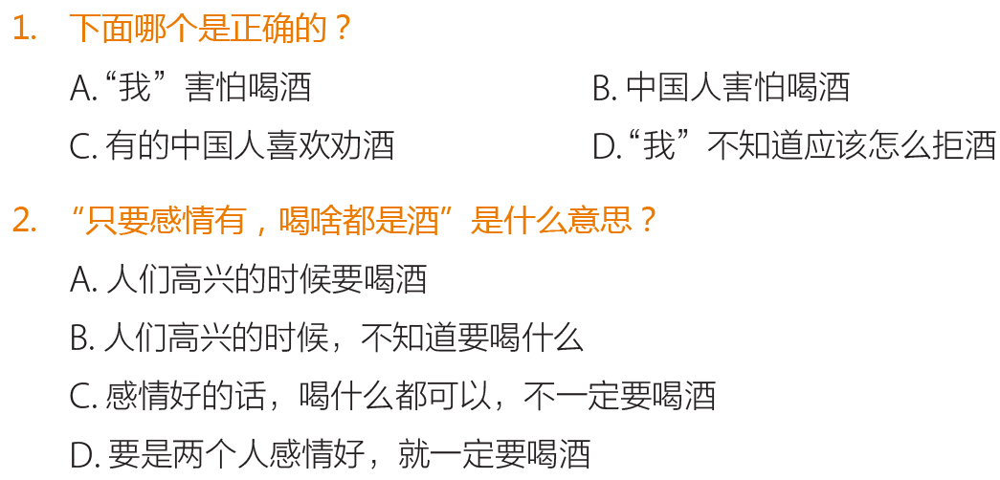 1. 下面哪个是正确的？
A. “我”害怕喝酒 B. 中国人害怕喝酒
C. 有的中国人喜欢劝酒 D. “我”不知道应该怎么拒酒
2. “只要感情有，喝啥都是酒”是什么意思？
A. 人们高兴的时候要喝酒
B. 人们高兴的时候，不知道要喝什么
C. 感情好的话，喝什么都可以，不一定要喝酒
D. 要是两个人感情好，就一定要喝酒